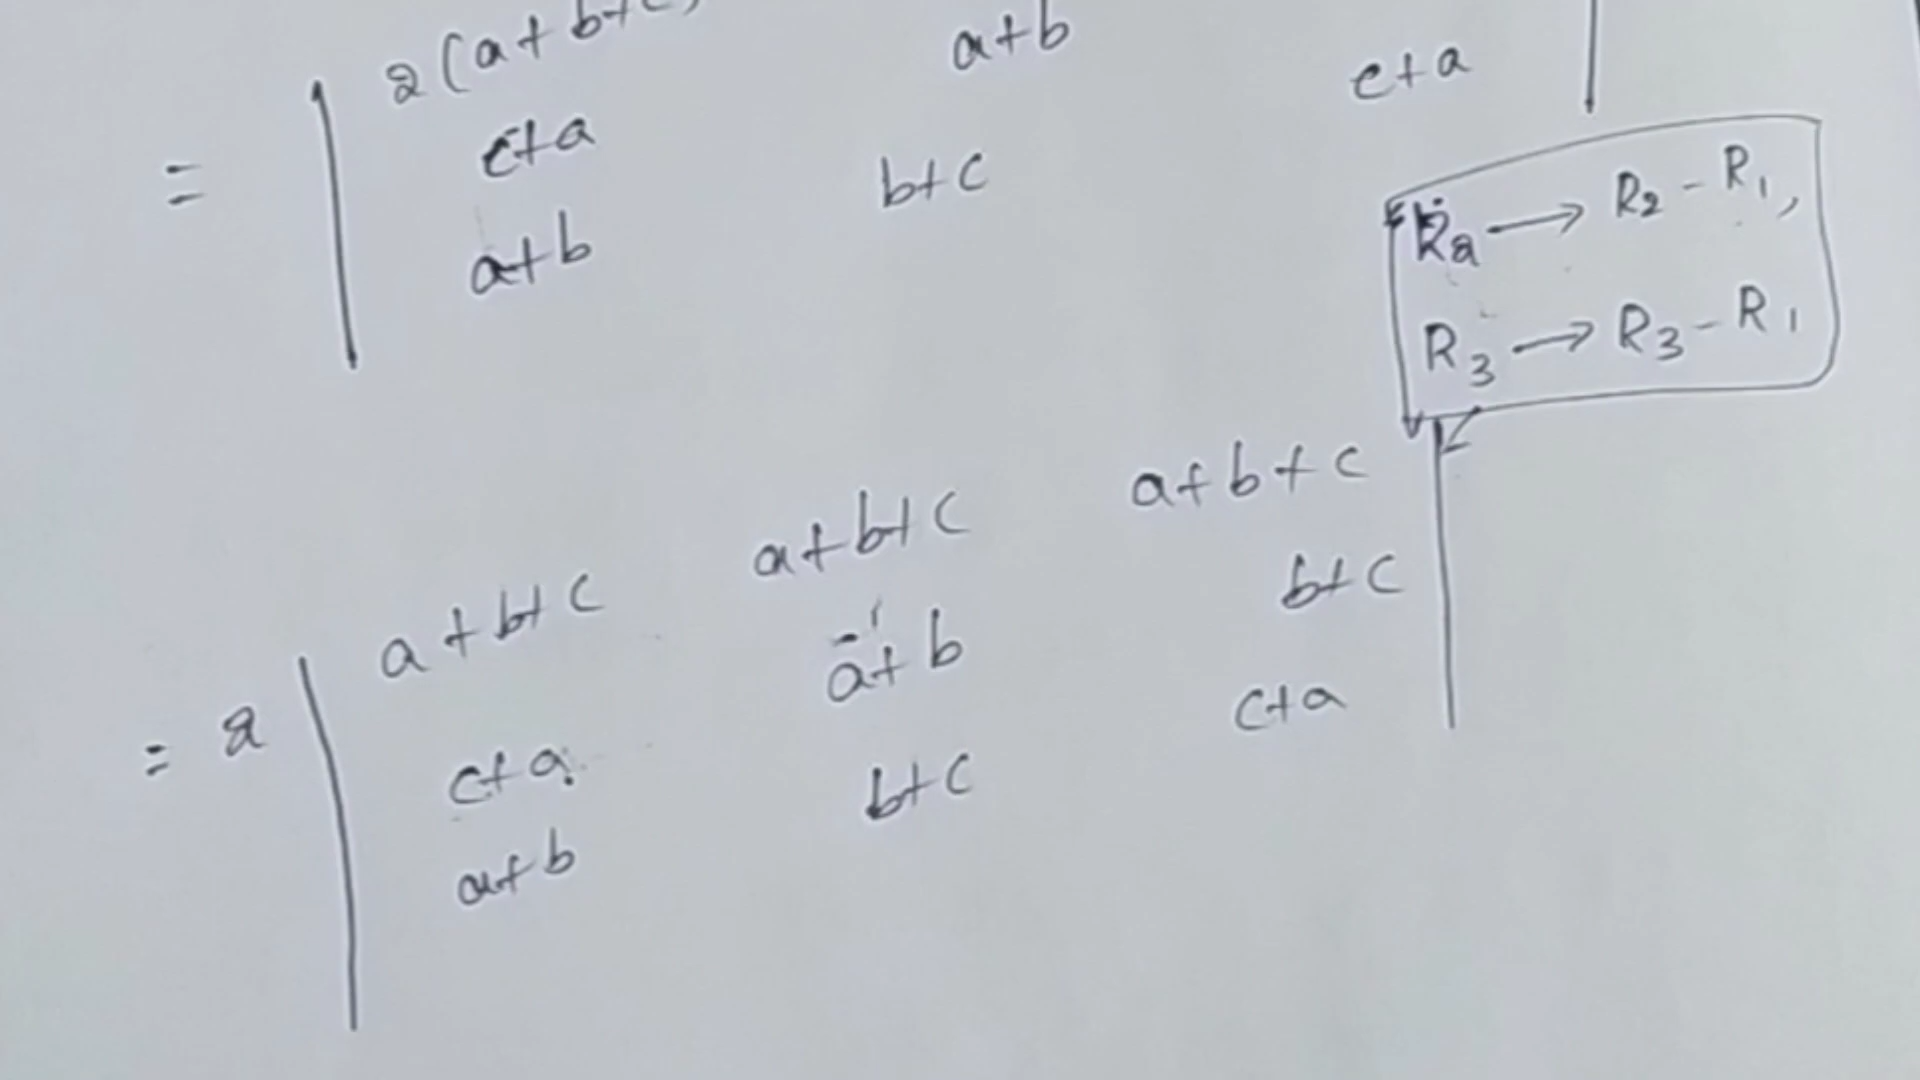 2(a+b+c)
a+b
c+a
= | c+a b+c
a+b
R2 → R2 - R1,
R3 → R3 - R1
a+b+c a+b+c a+b+c |
= 2 | c+a a+b b+c
a+b b+c c+a